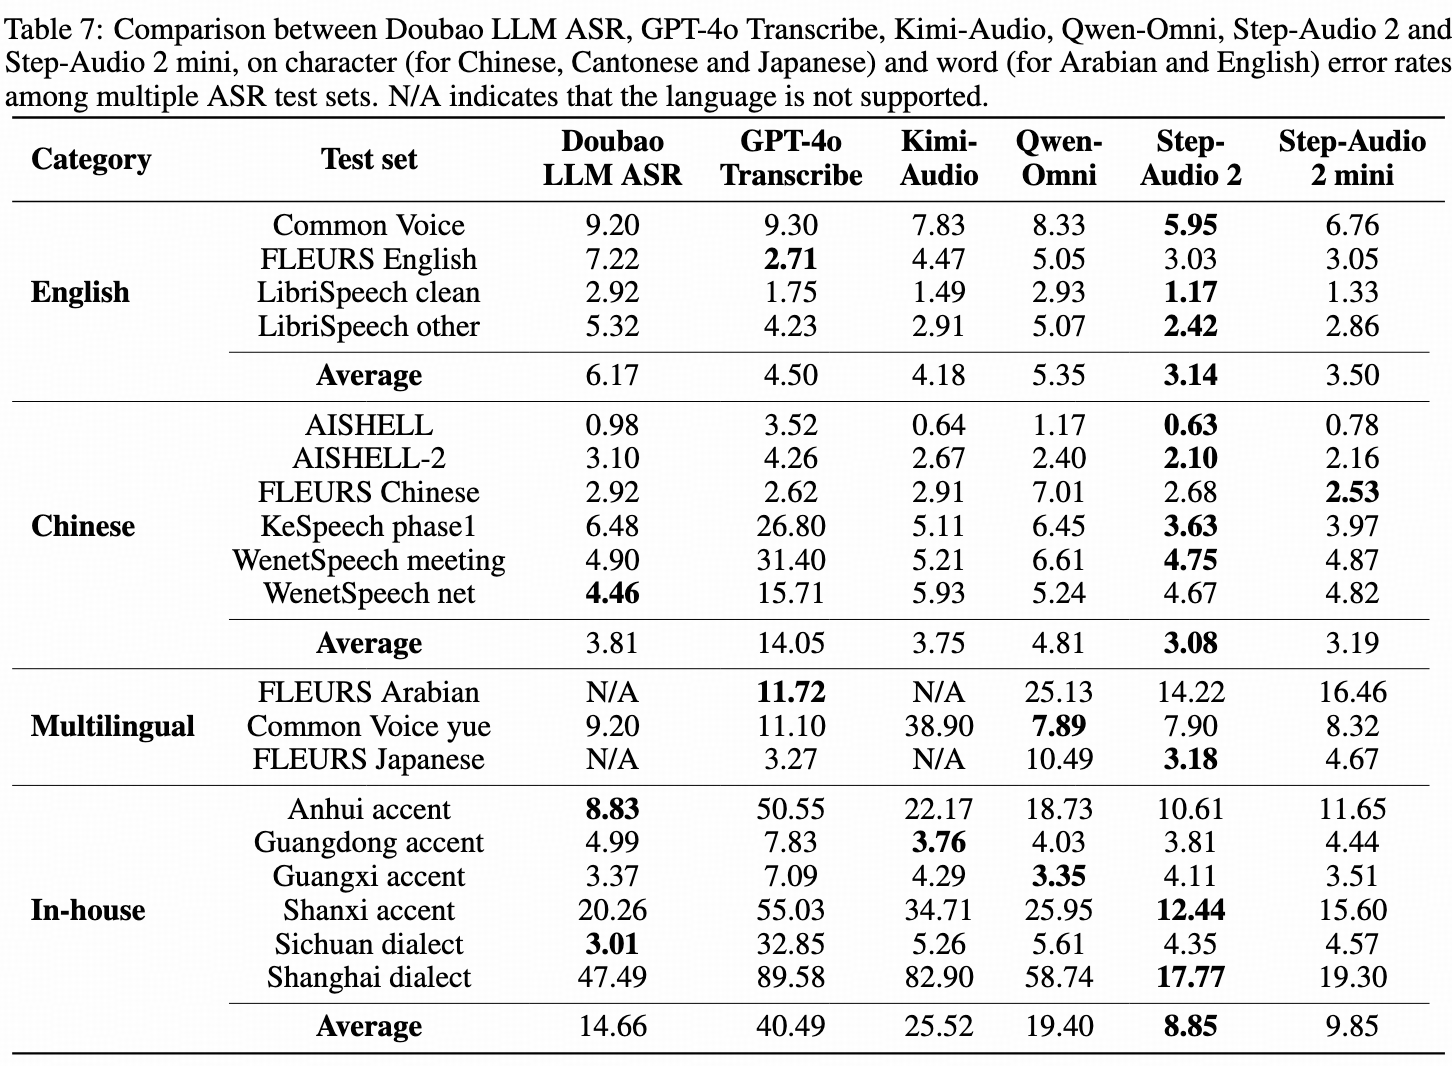 Table 7: Comparison between Doubao LLM ASR, GPT-4o Transcribe, Kimi-Audio, Qwen-Omni, Step-Audio 2 and
Step-Audio 2 mini, on character (for Chinese, Cantonese and Japanese) and word (for Arabian and English) error rates
among multiple ASR test sets. N/A indicates that the language is not supported.
Category Test set Doubao LLM ASR GPT-4o Transcribe Kimi-Audio Qwen-Omni Step-Audio 2 Step-Audio 2 mini
English
Common Voice 9.20 9.30 7.83 8.33 5.95 6.76
FLEURS English 7.22 2.71 4.47 5.05 3.03 3.05
LibriSpeech clean 2.92 1.75 1.49 2.93 1.17 1.33
LibriSpeech other 5.32 4.23 2.91 5.07 2.42 2.86
Average 6.17 4.50 4.18 5.35 3.14 3.50
Chinese
AISHELL 0.98 3.52 0.64 1.17 0.63 0.78
AISHELL-2 3.10 4.26 2.67 2.40 2.10 2.16
FLEURS Chinese 2.92 2.62 2.91 7.01 2.68 2.53
KeSpeech phase1 6.48 26.80 5.11 6.45 3.63 3.97
WenetSpeech meeting 4.90 31.40 5.21 6.61 4.75 4.87
WenetSpeech net 4.46 15.71 5.93 5.24 4.67 4.82
Average 3.81 14.05 3.75 4.81 3.08 3.19
Multilingual
FLEURS Arabian N/A 11.72 N/A 25.13 14.22 16.46
Common Voice yue 9.20 11.10 38.90 7.89 7.90 8.32
FLEURS Japanese N/A 3.27 N/A 10.49 3.18 4.67
In-house
Anhui accent 8.83 50.55 22.17 18.73 10.61 11.65
Guangdong accent 4.99 7.83 3.76 4.03 3.81 4.44
Guangxi accent 3.37 7.09 4.29 3.35 4.11 3.51
Shanxi accent 20.26 55.03 34.71 25.95 12.44 15.60
Sichuan dialect 3.01 32.85 5.26 5.61 4.35 4.57
Shanghai dialect 47.49 89.58 82.90 58.74 17.77 19.30
Average 14.66 40.49 25.52 19.40 8.85 9.85